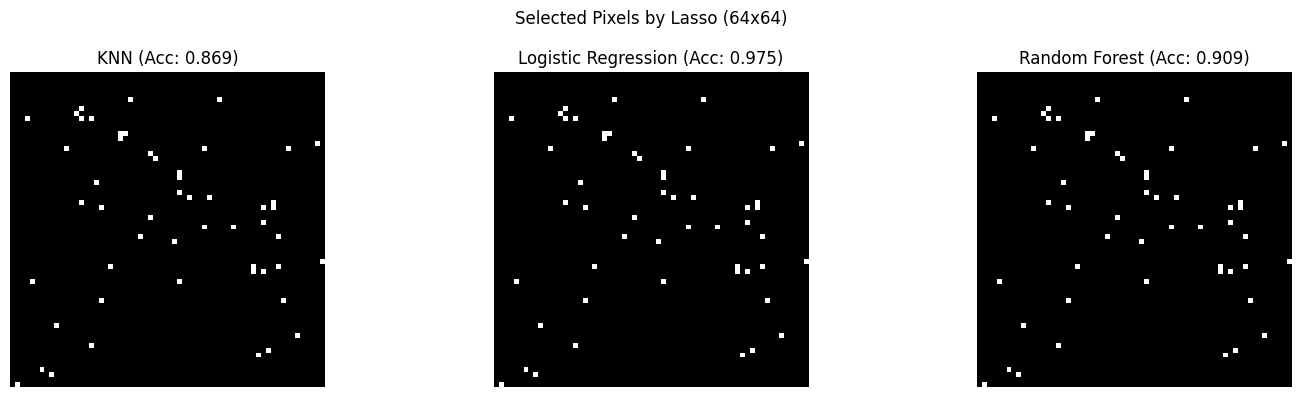 Selected Pixels by Lasso (64x64)
KNN (Acc: 0.869)
Logistic Regression (Acc: 0.975)
Random Forest (Acc: 0.909)